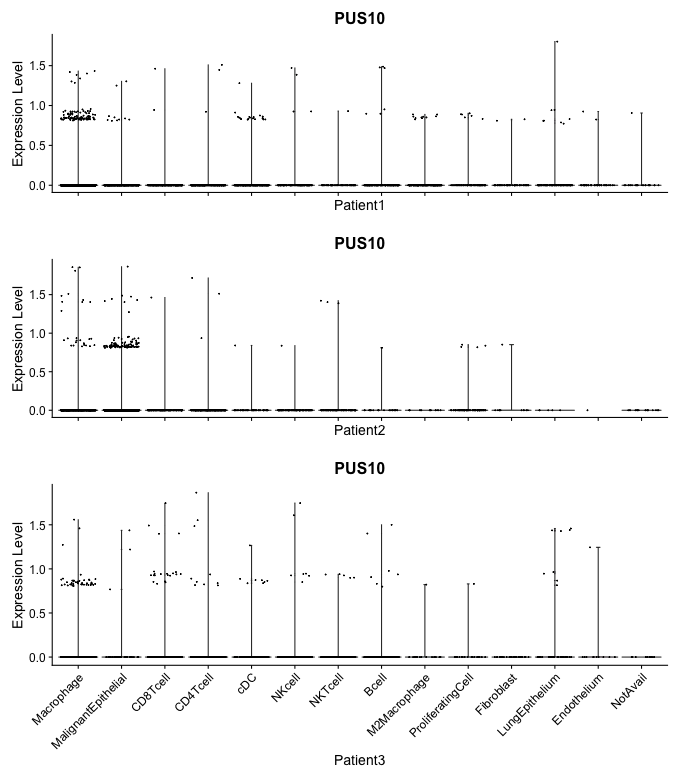 PUS10
Expression Level
1.5
1.0
0.5
0.0
Patient1
PUS10
Expression Level
1.5
1.0
0.5
0.0
Patient2
PUS10
Expression Level
1.5
1.0
0.5
0.0
Macrophage
MalignantEpithelial
CD8Tcell
CD4Tcell
cDC
NKcell
NKTcell
Bcell
M2Macrophage
ProliferatingCell
Fibroblast
LungEpithelium
Endothelium
NotAvail
Patient3